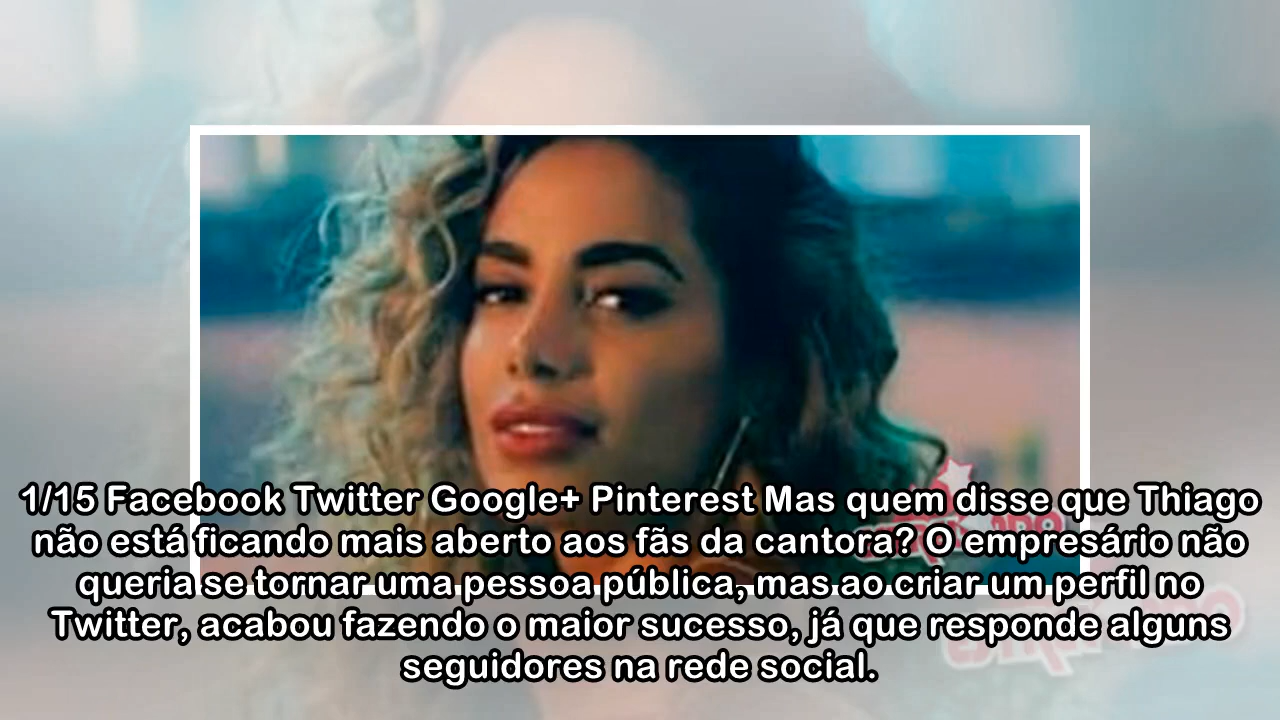 1/15 Facebook Twitter Google+ Pinterest Mas quem disse que Thiago
não está ficando mais aberto aos fãs da cantora? O empresário não
queria se tornar uma pessoa pública, mas ao criar um perfil no
Twitter, acabou fazendo o maior sucesso, já que responde alguns
seguidores na rede social.